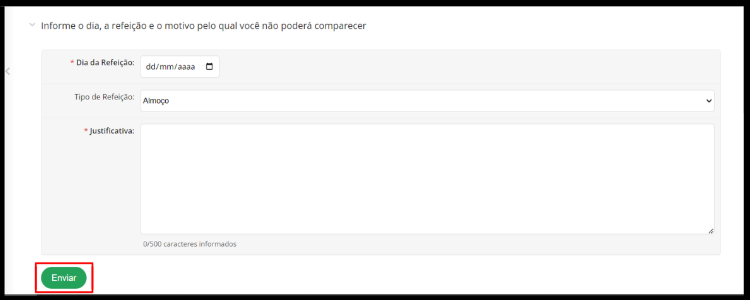 Informe o dia, a refeição e o motivo pelo qual você não poderá comparecer
* Dia da Refeição: dd/mm/aaaa
Tipo de Refeição: Almoço
* Justificativa:
0/500 caracteres informados
Enviar